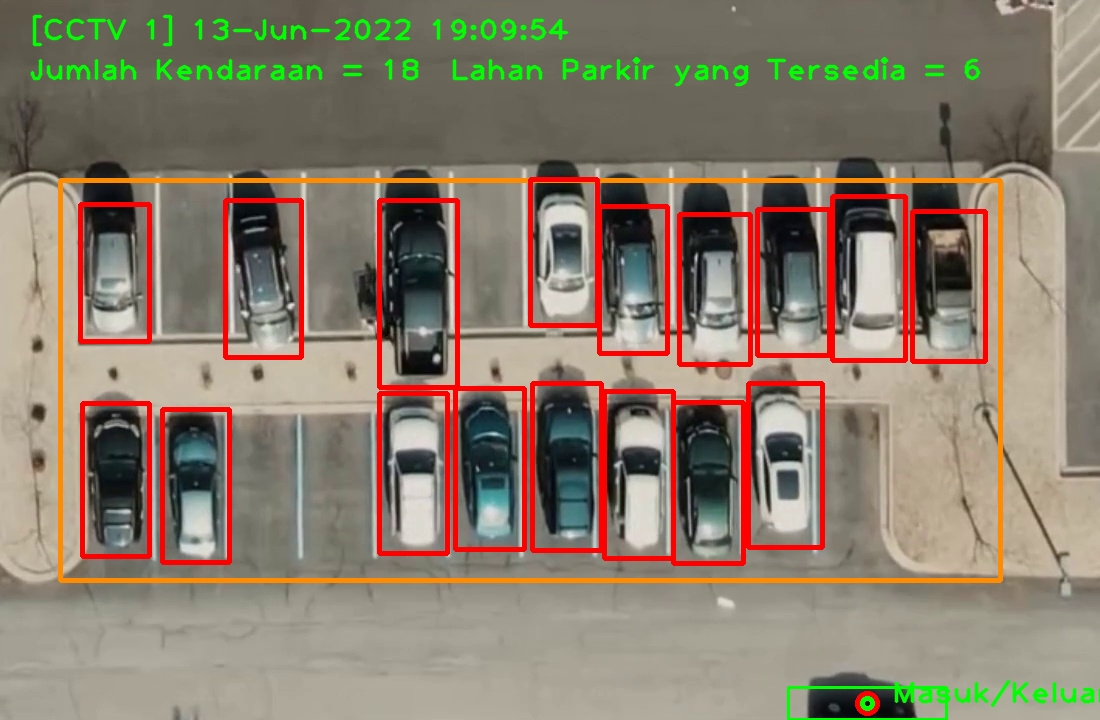 [CCTV 1] 13-Jun-2022 19:09:54
Jumlah Kendaraan = 18 Lahan Parkir yang Tersedia = 6
Masuk/Keluar